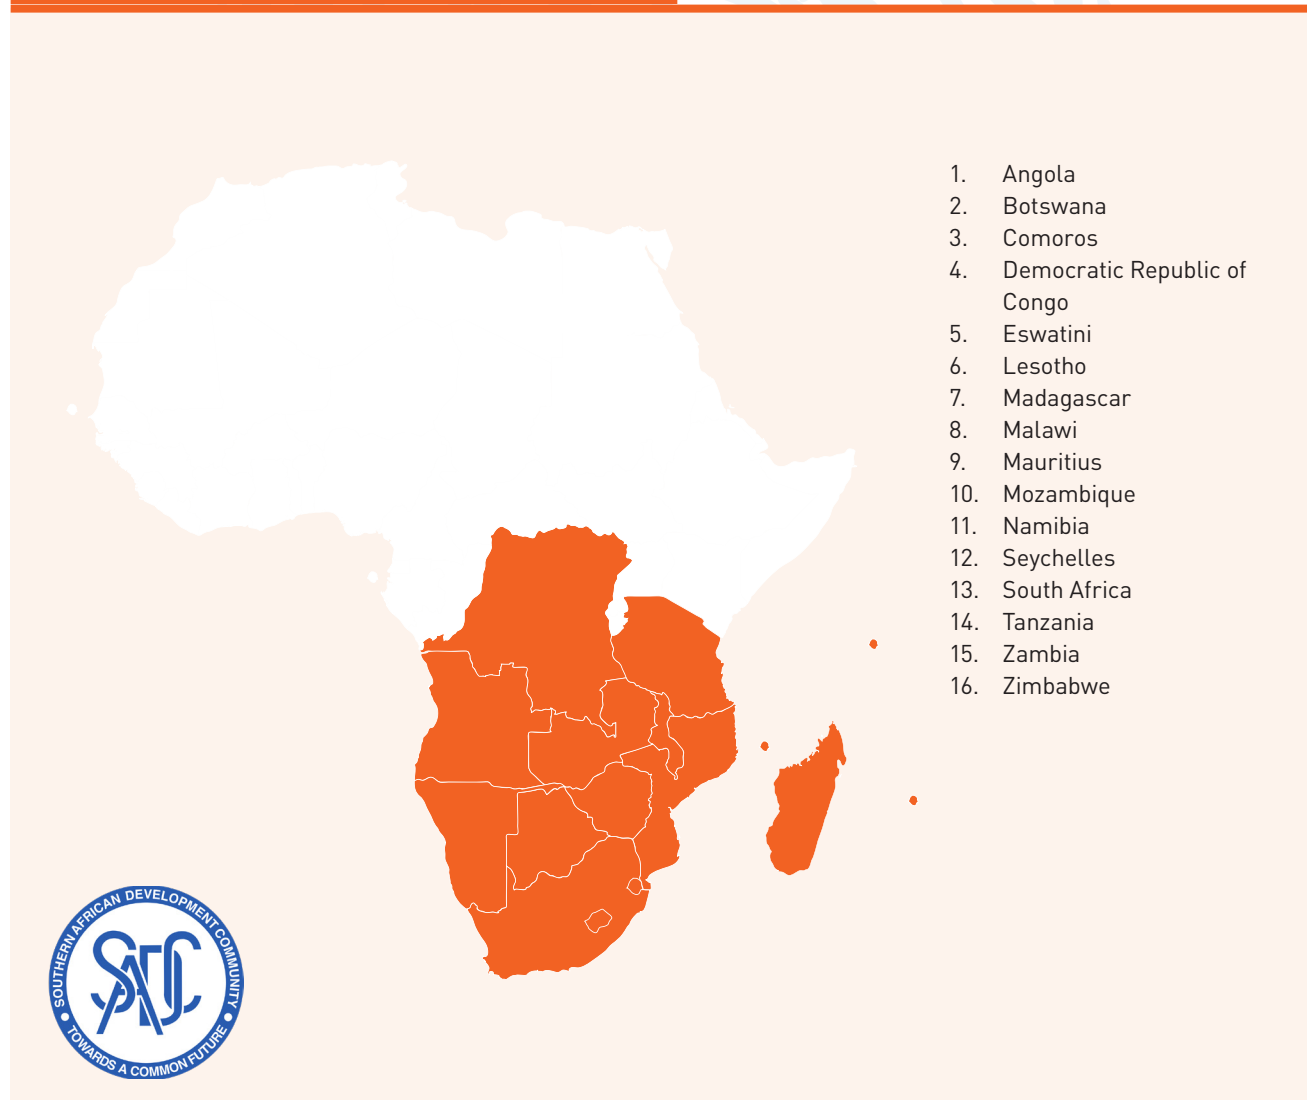 1. Angola
2. Botswana
3. Comoros
4. Democratic Republic of
Congo
5. Eswatini
6. Lesotho
7. Madagascar
8. Malawi
9. Mauritius
10. Mozambique
11. Namibia
12. Seychelles
13. South Africa
14. Tanzania
15. Zambia
16. Zimbabwe
SOUTHERN AFRICAN DEVELOPMENT COMMUNITY
SADC
TOWARDS A COMMON FUTURE